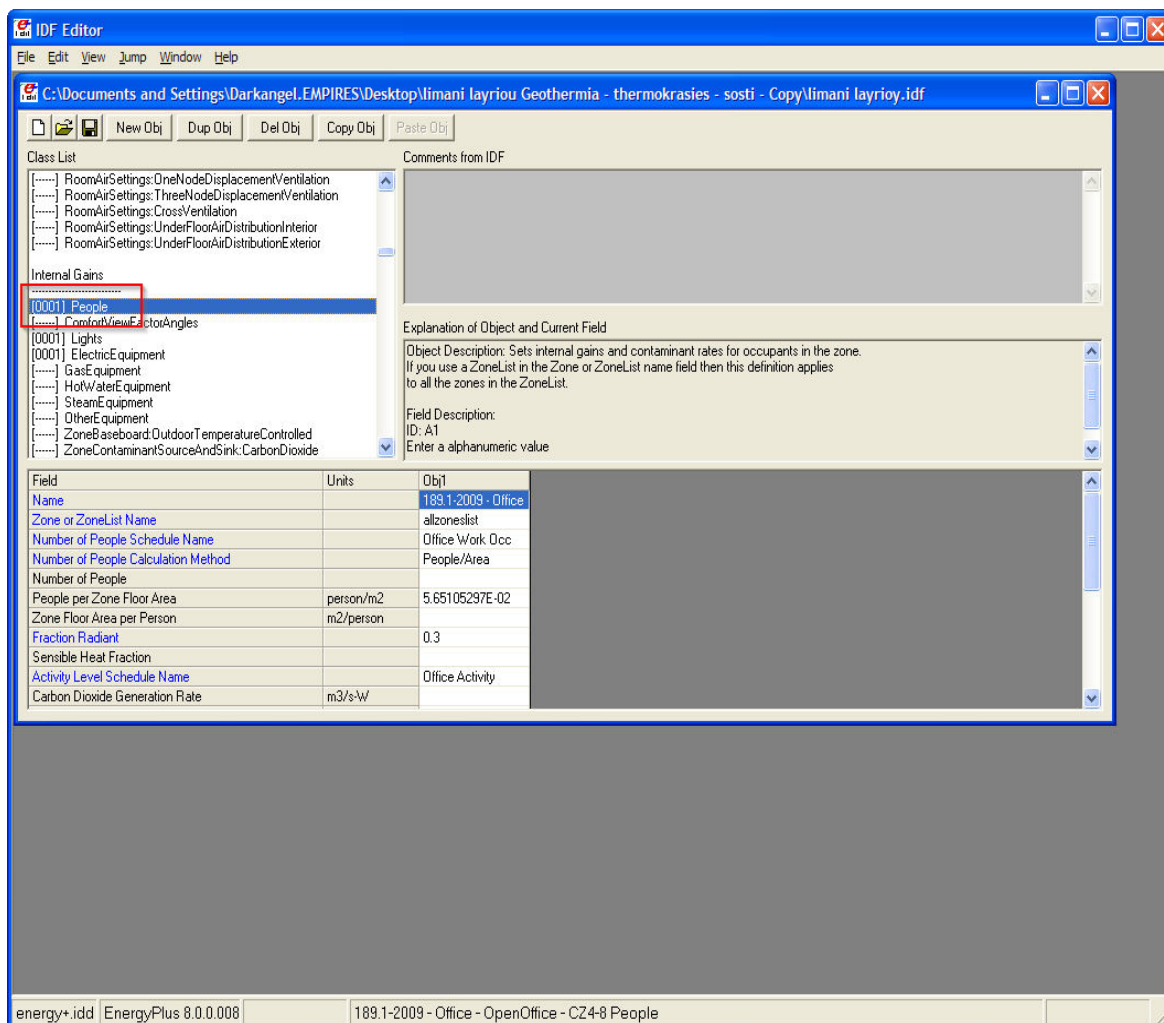 IDF Editor
File Edit View Jump Window Help
C:\Documents and Settings\Darkangel.EMPIRES\Desktop\limani layriou Geothermia - thermokrasies - sosti - Copy\limani layrioy.idf
New Obj Dup Obj Del Obj Copy Obj Paste Obj
Class List
[------] RoomAirSettings:OneNodeDisplacementVentilation
[------] RoomAirSettings:ThreeNodeDisplacementVentilation
[------] RoomAirSettings:CrossVentilation
[------] RoomAirSettings:UnderFloorAirDistributionInterior
[------] RoomAirSettings:UnderFloorAirDistributionExterior
Internal Gains
---------------------------
[0001] People
[------] ComfortViewFactorAngles
[0001] Lights
[0001] ElectricEquipment
[------] GasEquipment
[------] HotWaterEquipment
[------] SteamEquipment
[------] OtherEquipment
[------] ZoneBaseboard:OutdoorTemperatureControlled
[------] ZoneContaminantSourceAndSink:CarbonDioxide
Comments from IDF
Explanation of Object and Current Field
Object Description: Sets internal gains and contaminant rates for occupants in the zone.
If you use a ZoneList in the Zone or ZoneList name field then this definition applies
to all the zones in the ZoneList.
Field Description:
ID: A1
Enter a alphanumeric value
Field Units Obj1
Name 189.1-2009 - Office
Zone or ZoneList Name allzoneslist
Number of People Schedule Name Office Work Occ
Number of People Calculation Method People/Area
Number of People
People per Zone Floor Area person/m2 5.65105297E-02
Zone Floor Area per Person m2/person
Fraction Radiant 0.3
Sensible Heat Fraction
Activity Level Schedule Name Office Activity
Carbon Dioxide Generation Rate m3/s-W
energy+.idd EnergyPlus 8.0.0.008 189.1-2009 - Office - OpenOffice - CZ4-8 People